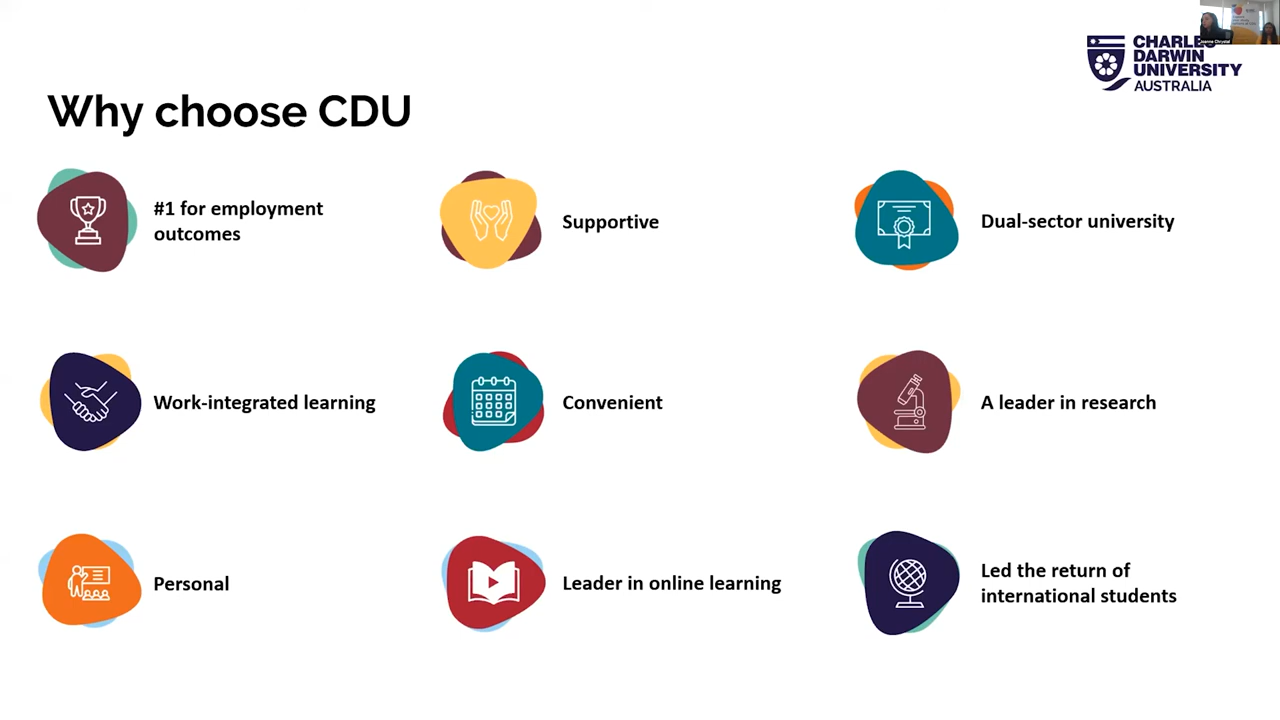 CHARLES
DARWIN
UNIVERSITY
AUSTRALIA
Why choose CDU
#1 for employment
outcomes
Supportive
Dual-sector university
Work-integrated learning
Convenient
A leader in research
Personal
Leader in online learning
Led the return of
international students